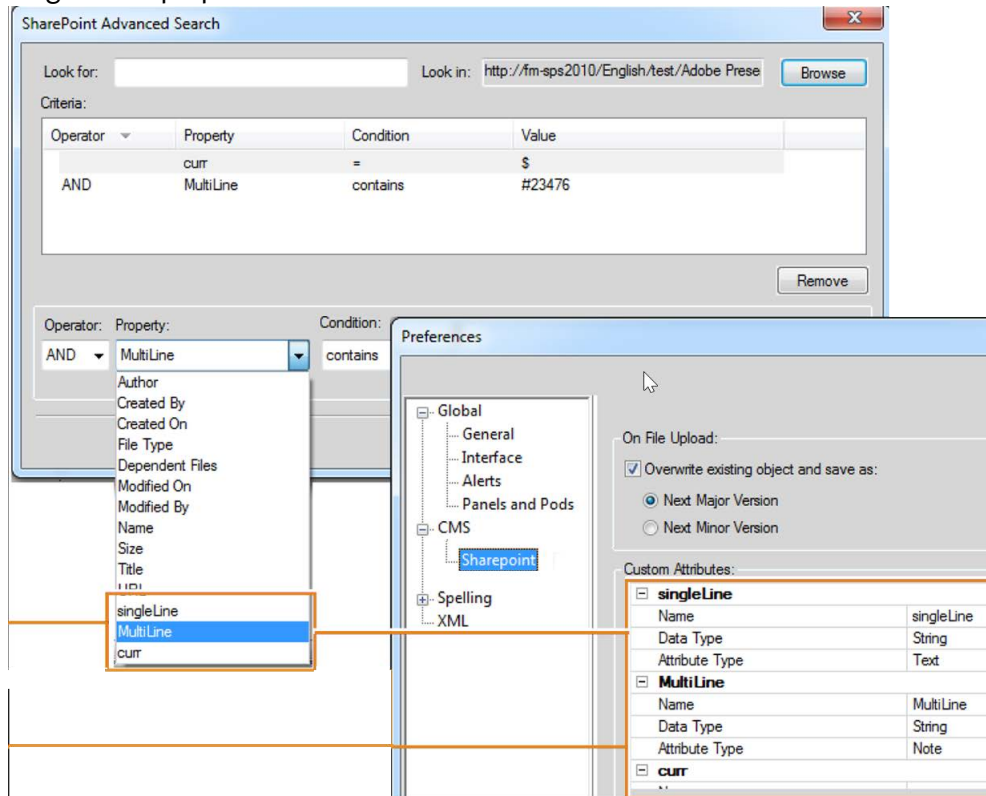 SharePoint Advanced Search
Look for: Look in: http://fm-sps2010/English/test/Adobe Prese Browse
Criteria:
Operator Property Condition Value
curr = $
AND MultiLine contains #23476
Remove
Operator: Property: Condition:
AND MultiLine contains
Author
Created By
Created On
File Type
Dependent Files
Modified On
Modified By
Name
Size
Title
URL
singleLine
MultiLine
curr
Preferences
Global
General
Interface
Alerts
Panels and Pods
CMS
Sharepoint
Spelling
XML
On File Upload:
Overwrite existing object and save as:
Next Major Version
Next Minor Version
Custom Attributes:
singleLine
Name singleLine
Data Type String
Attribute Type Text
MultiLine
Name MultiLine
Data Type String
Attribute Type Note
curr